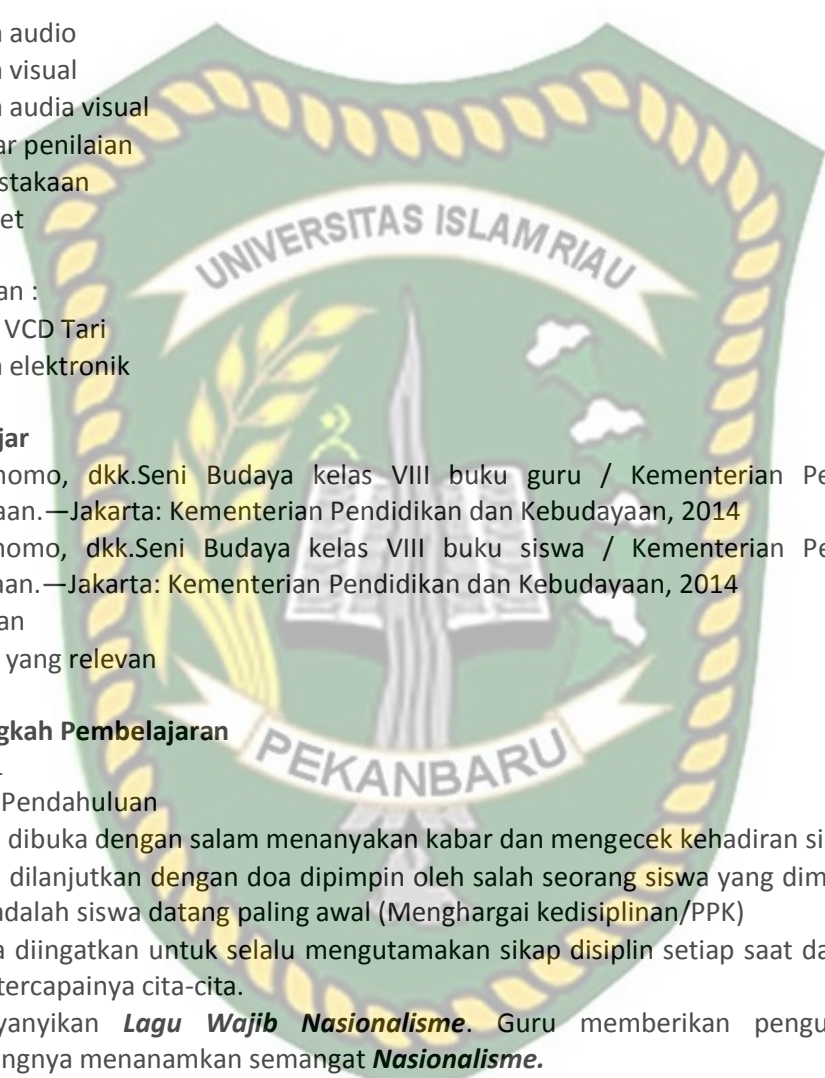 audio
visual
audia visual
penilaian
UNIVERSITAS ISLAM RIAU
an :
VCD Tari
elektronik
jar
nomo, dkk.Seni Budaya kelas VIII buku guru / Kementerian Pe
aan.—Jakarta: Kementerian Pendidikan dan Kebudayaan, 2014
nomo, dkk.Seni Budaya kelas VIII buku siswa / Kementerian Pe
aan.—Jakarta: Kementerian Pendidikan dan Kebudayaan, 2014
an
yang relevan
gkah Pembelajaran
PEKANBARU
Pendahuluan
dibuka dengan salam menanyakan kabar dan mengecek kehadiran si
dilanjutkan dengan doa dipimpin oleh salah seorang siswa yang dim
adalah siswa datang paling awal (Menghargai kedisiplinan/PPK)
a diingatkan untuk selalu mengutamakan sikap disiplin setiap saat da
tercapainya cita-cita.
yanyikan Lagu Wajib Nasionalisme. Guru memberikan pengu
ingnya menanamkan semangat Nasionalisme.